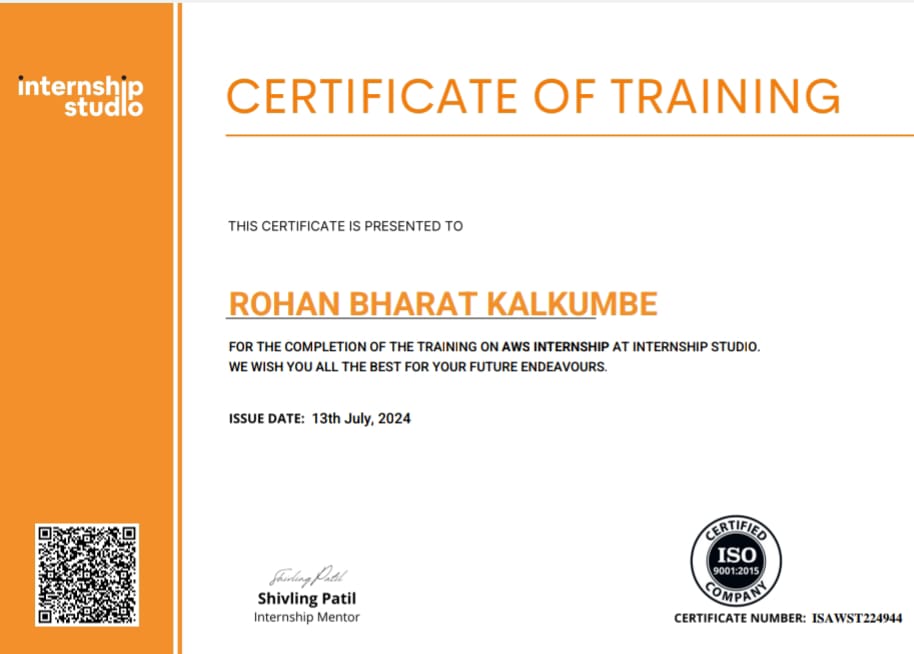 internship
studio
CERTIFICATE OF TRAINING
THIS CERTIFICATE IS PRESENTED TO
ROHAN BHARAT KALKUMBE
FOR THE COMPLETION OF THE TRAINING ON AWS INTERNSHIP AT INTERNSHIP STUDIO.
WE WISH YOU ALL THE BEST FOR YOUR FUTURE ENDEAVOURS.
ISSUE DATE: 13th July, 2024
Shivling Patil
Shivling Patil
Internship Mentor
CERTIFIED
ISO
9001:2015
COMPANY
CERTIFICATE NUMBER: ISAWST224944